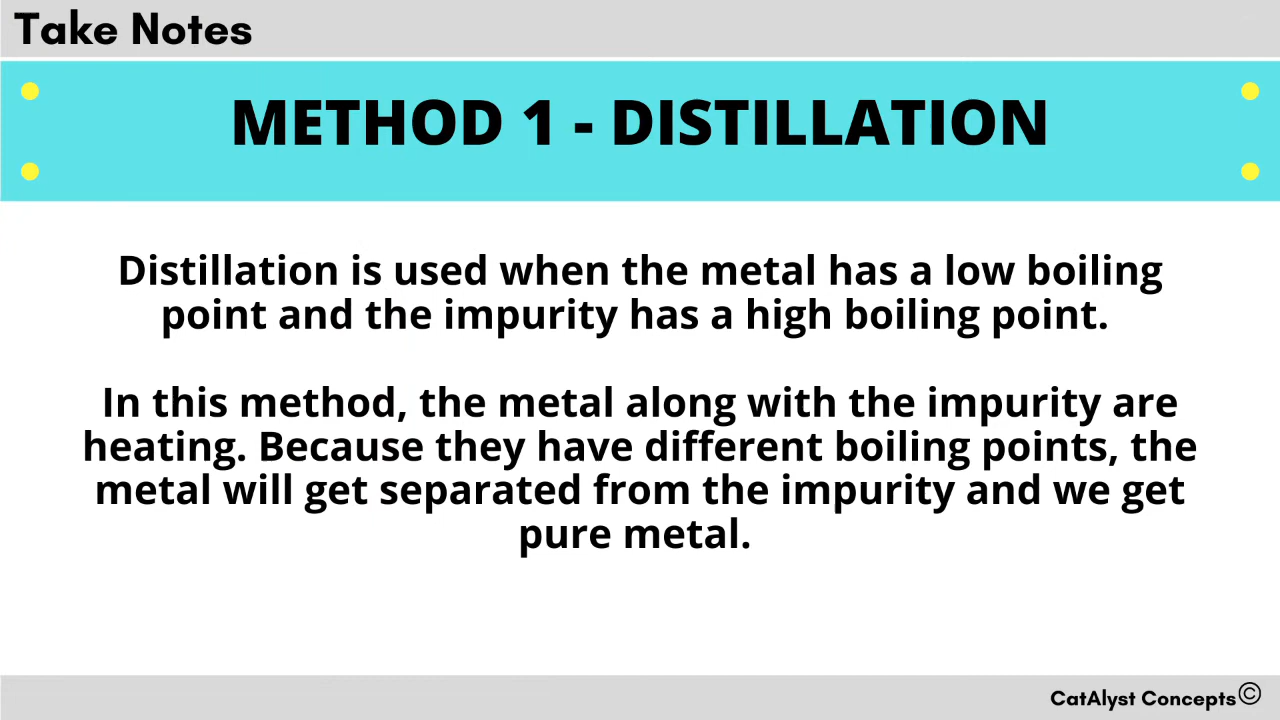 Take Notes
METHOD 1 - DISTILLATION
Distillation is used when the metal has a low boiling
point and the impurity has a high boiling point.
In this method, the metal along with the impurity are
heating. Because they have different boiling points, the
metal will get separated from the impurity and we get
pure metal.
CatAlyst Concepts©